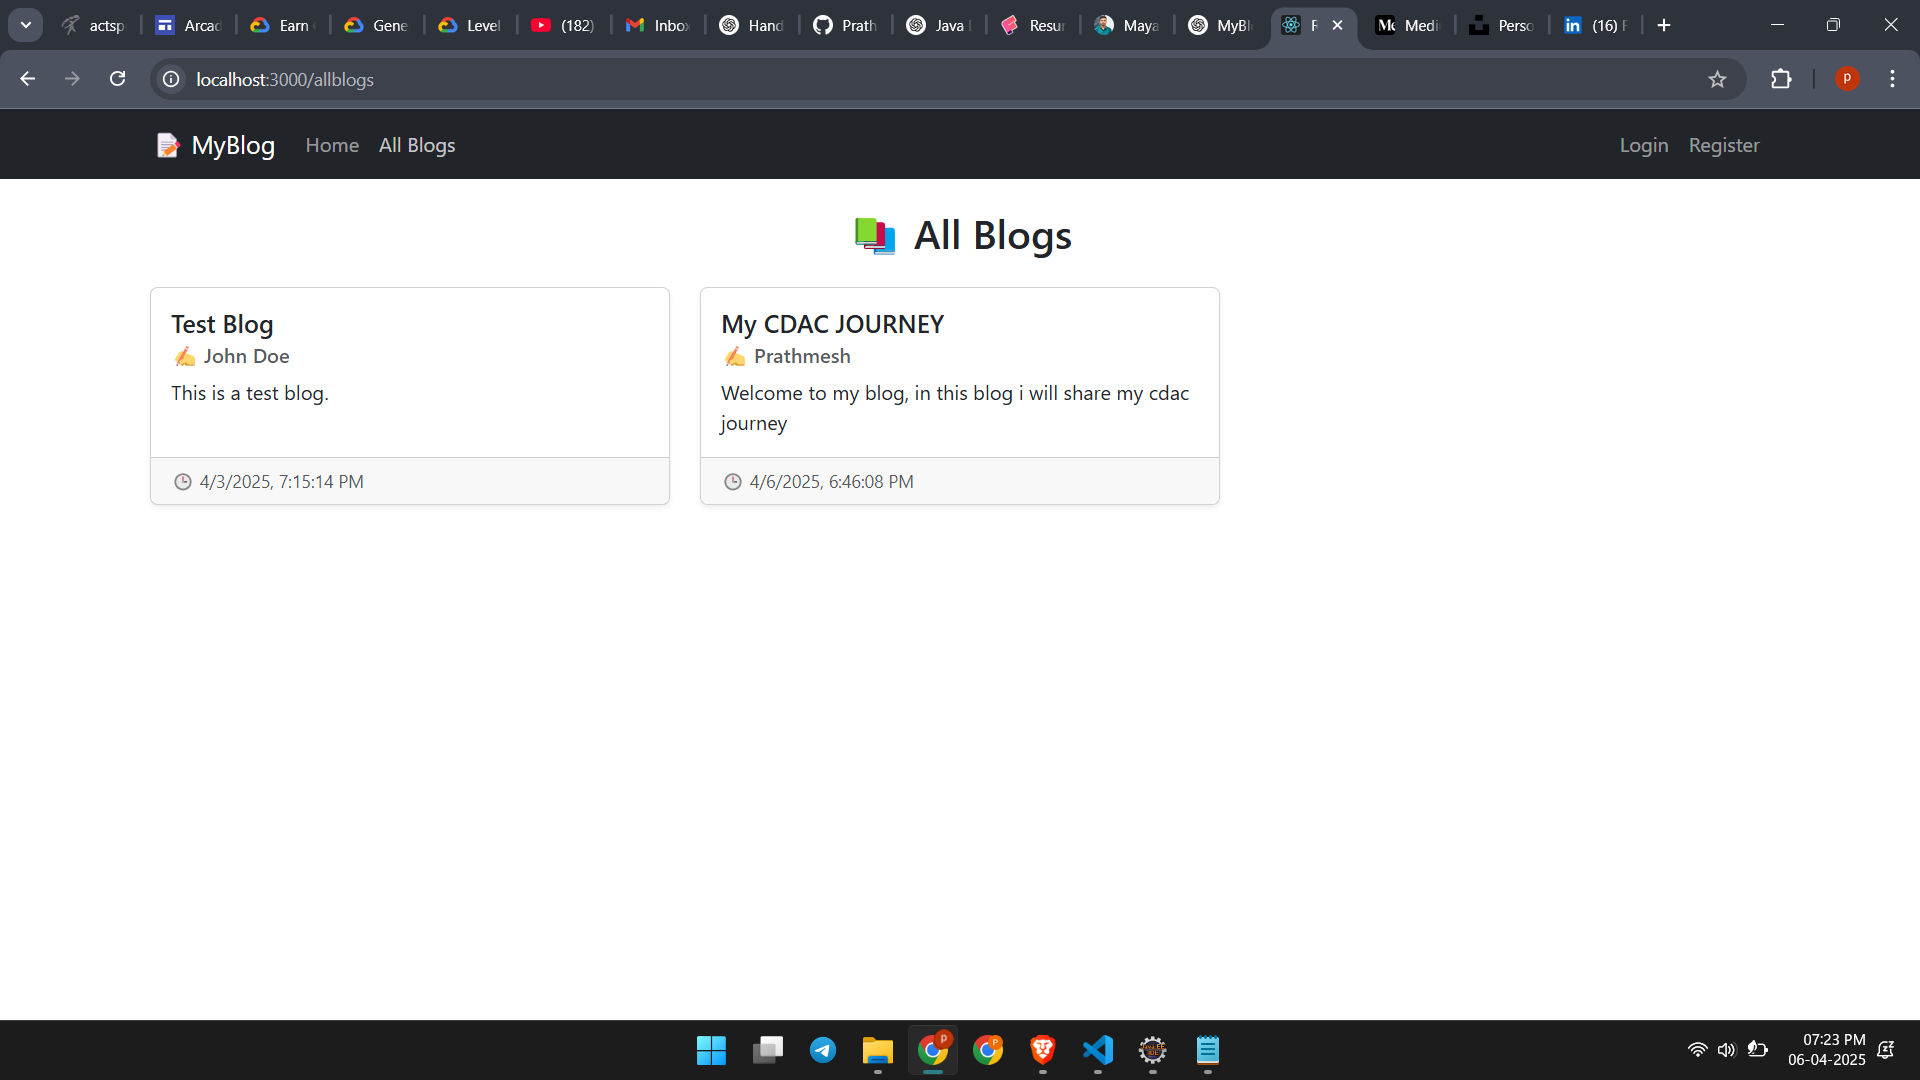 actsp
Arcad
Earn
Gene
Level
(182)
Inbox
Hand
Prath
Java
Resur
Maya
MyBl
Medi
Perso
in (16)
localhost:3000/allblogs
p
MyBlog Home All Blogs Login Register
All Blogs
Test Blog
John Doe
This is a test blog.
4/3/2025, 7:15:14 PM
My CDAC JOURNEY
Prathmesh
Welcome to my blog, in this blog i will share my cdac
journey
4/6/2025, 6:46:08 PM
07:23 PM
06-04-2025